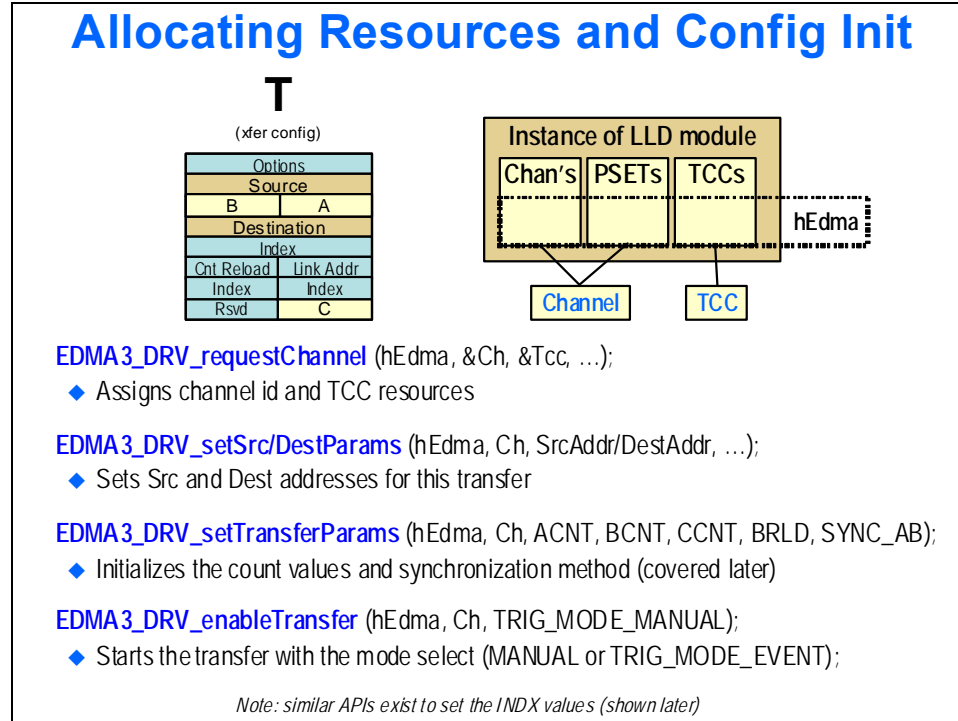 Allocating Resources and Config Init
T
(xfer config)
Options
Source
B A
Destination
Index
Cnt Reload Link Addr
Index Index
Rsvd C
Instance of LLD module
Chan's PSETs TCCs
hEdma
Channel TCC
EDMA3_DRV_requestChannel (hEdma, &Ch, &Tcc, …);
◆ Assigns channel id and TCC resources
EDMA3_DRV_setSrc/DestParams (hEdma, Ch, SrcAddr/DestAddr, …);
◆ Sets Src and Dest addresses for this transfer
EDMA3_DRV_setTransferParams (hEdma, Ch, ACNT, BCNT, CCNT, BRLD, SYNC_AB);
◆ Initializes the count values and synchronization method (covered later)
EDMA3_DRV_enableTransfer (hEdma, Ch, TRIG_MODE_MANUAL);
◆ Starts the transfer with the mode select (MANUAL or TRIG_MODE_EVENT);
Note: similar APIs exist to set the INDX values (shown later)